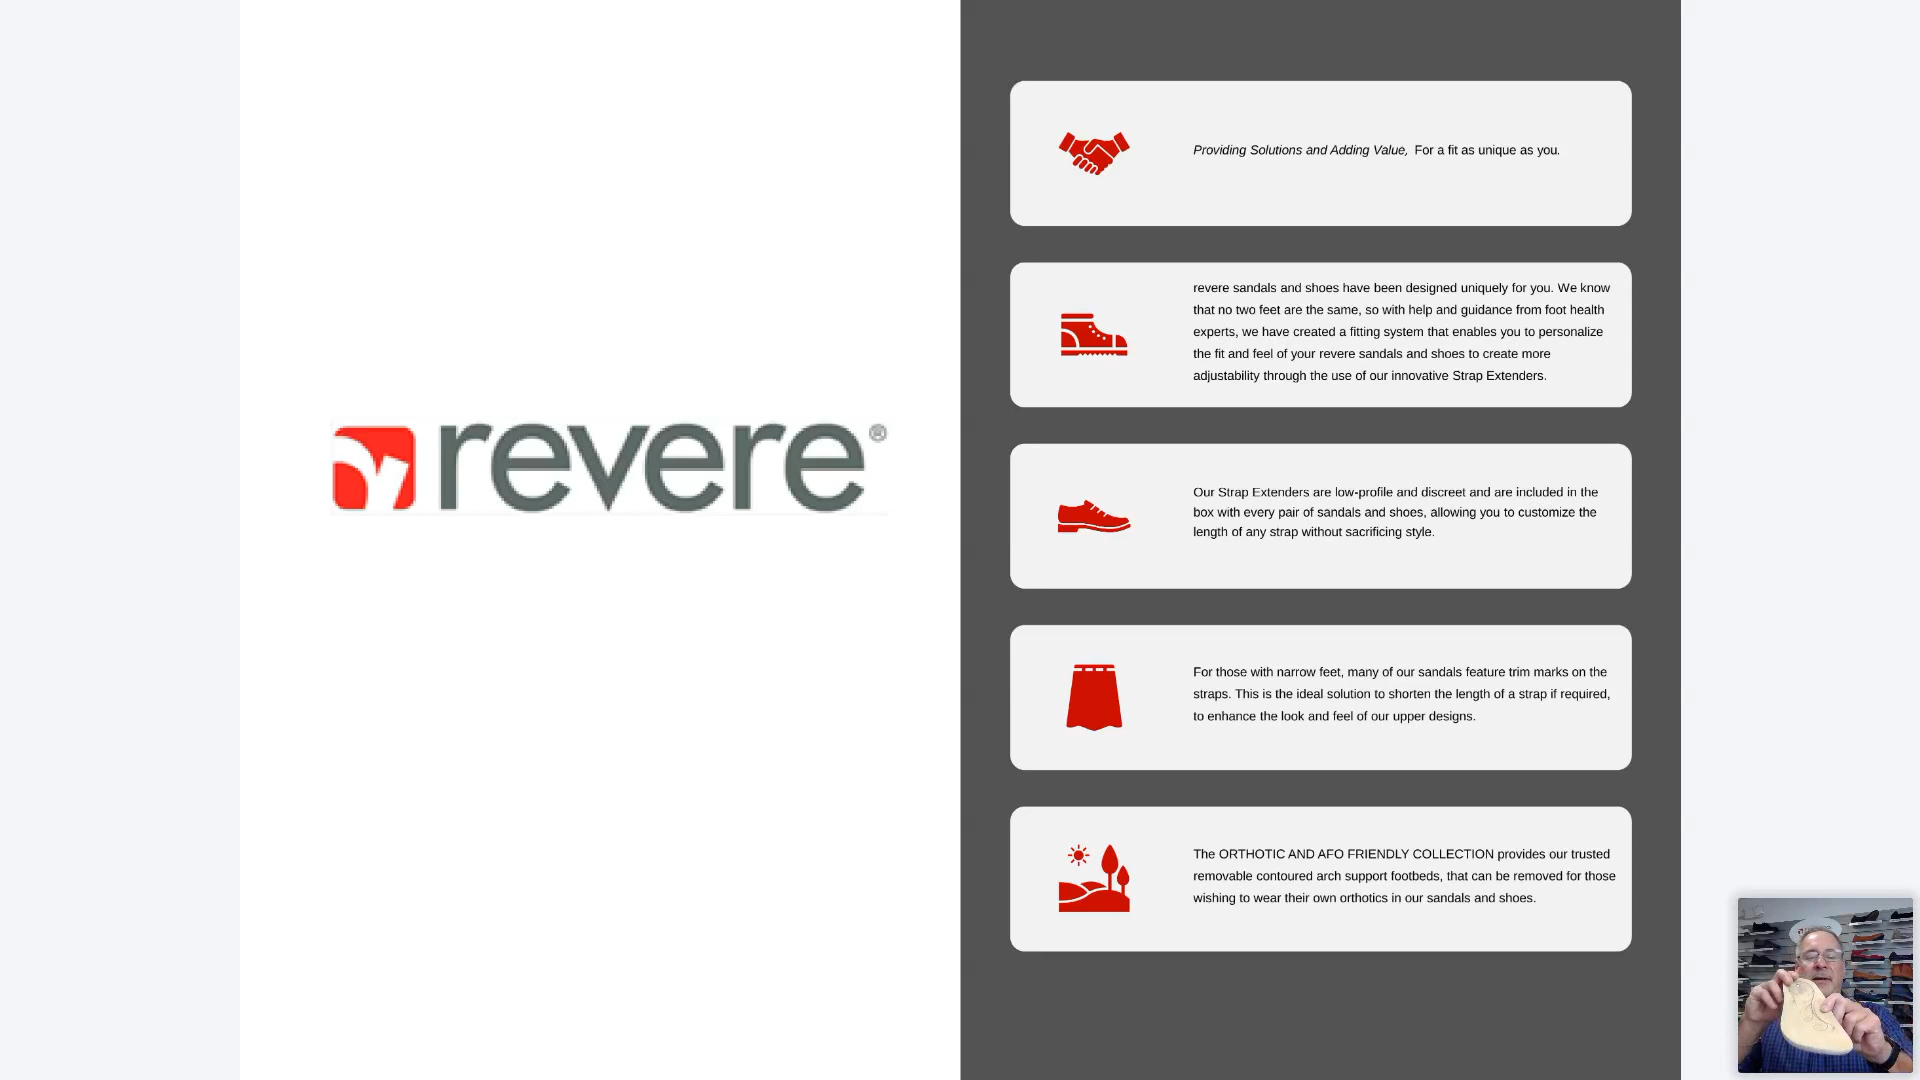 revere®
Providing Solutions and Adding Value, For a fit as unique as you.
revere sandals and shoes have been designed uniquely for you. We know
that no two feet are the same, so with help and guidance from foot health
experts, we have created a fitting system that enables you to personalize
the fit and feel of your revere sandals and shoes to create more
adjustability through the use of our innovative Strap Extenders.
Our Strap Extenders are low-profile and discreet and are included in the
box with every pair of sandals and shoes, allowing you to customize the
length of any strap without sacrificing style.
For those with narrow feet, many of our sandals feature trim marks on the
straps. This is the ideal solution to shorten the length of a strap if required,
to enhance the look and feel of our upper designs.
The ORTHOTIC AND AFO FRIENDLY COLLECTION provides our trusted
removable contoured arch support footbeds, that can be removed for those
wishing to wear their own orthotics in our sandals and shoes.